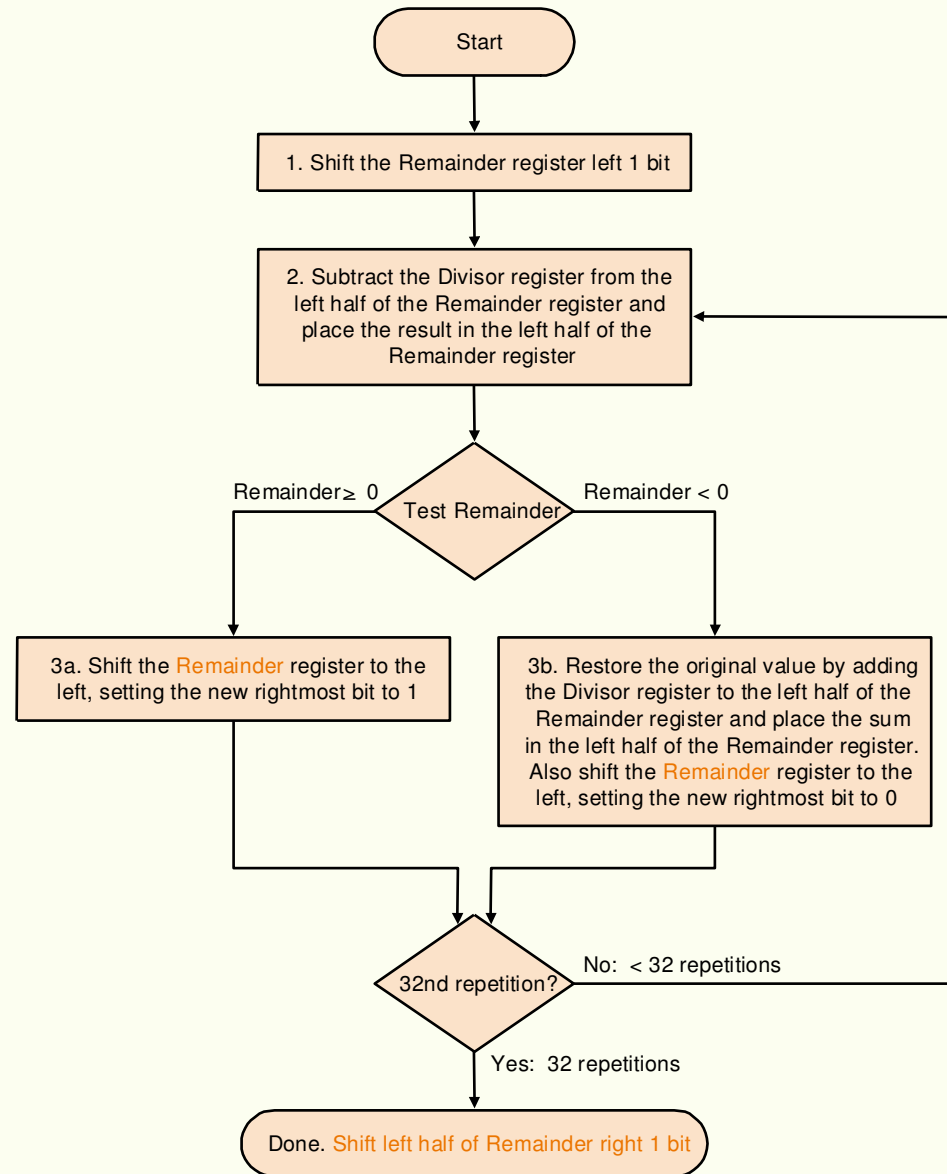 Start
1. Shift the Remainder register left 1 bit
2. Subtract the Divisor register from the
left half of the Remainder register and
place the result in the left half of the
Remainder register
Remainder ≥ 0
Remainder < 0
Test Remainder
3a. Shift the Remainder register to the
left, setting the new rightmost bit to 1
3b. Restore the original value by adding
the Divisor register to the left half of the
Remainder register and place the sum
in the left half of the Remainder register.
Also shift the Remainder register to the
left, setting the new rightmost bit to 0
32nd repetition?
No: < 32 repetitions
Yes: 32 repetitions
Done. Shift left half of Remainder right 1 bit